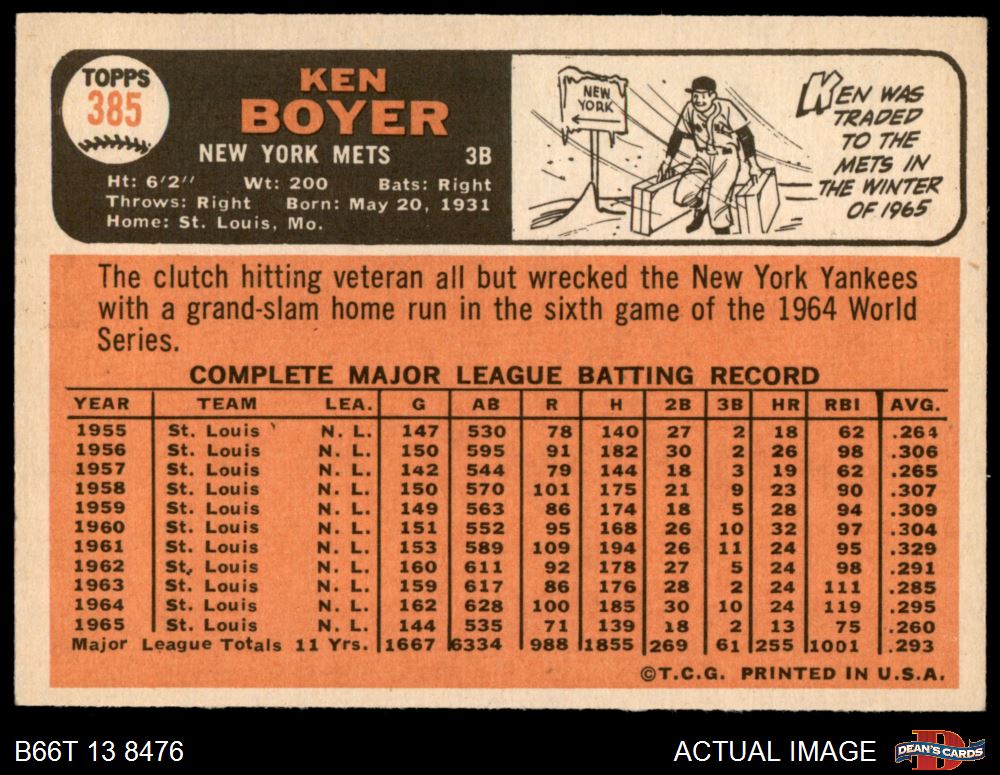 TOPPS
385
KEN
BOYER
NEW YORK METS 3B
Ht: 6'2" Wt: 200 Bats: Right
Throws: Right Born: May 20, 1931
Home: St. Louis, Mo.
NEW
YORK
KEN WAS
TRADED
TO THE
METS IN
THE WINTER
OF 1965
The clutch hitting veteran all but wrecked the New York Yankees
with a grand-slam home run in the sixth game of the 1964 World
Series.
COMPLETE MAJOR LEAGUE BATTING RECORD
YEAR TEAM LEA. G AB R H 2B 3B HR RBI AVG.
1955 St. Louis N. L. 147 530 78 140 27 2 18 62 .264
1956 St. Louis N. L. 150 595 91 182 30 2 26 98 .306
1957 St. Louis N. L. 142 544 79 144 18 3 19 62 .265
1958 St. Louis N. L. 150 570 101 175 21 9 23 90 .307
1959 St. Louis N. L. 149 563 86 174 18 5 28 94 .309
1960 St. Louis N. L. 151 552 95 168 26 10 32 97 .304
1961 St. Louis N. L. 153 589 109 194 26 11 24 95 .329
1962 St. Louis N. L. 160 611 92 178 27 5 24 98 .291
1963 St. Louis N. L. 159 617 86 176 28 2 24 111 .285
1964 St. Louis N. L. 162 628 100 185 30 10 24 119 .295
1965 St. Louis N. L. 144 535 71 139 18 2 13 75 .260
Major League Totals 11 Yrs. 1667 6334 988 1855 269 61 255 1001 .293
©T.C.G. PRINTED IN U.S.A.
B66T 13 8476 ACTUAL IMAGE DEAN'S CARDS